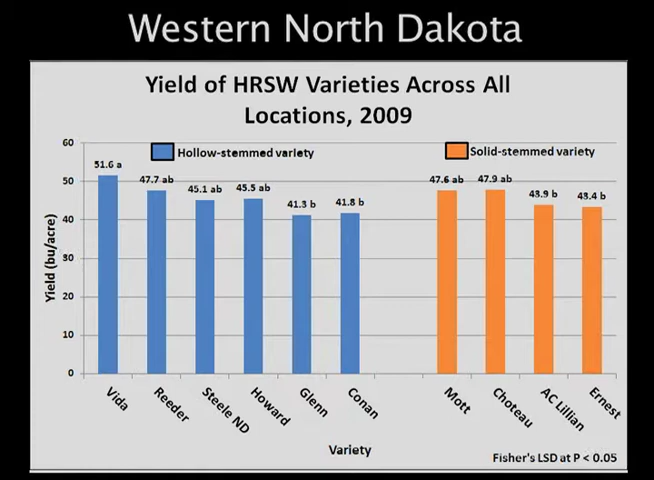 Western North Dakota
Yield of HRSW Varieties Across All
Locations, 2009
Hollow-stemmed variety
Solid-stemmed variety
Yield (bu/acre)
60
50
40
30
20
10
0
51.6 a
47.7 ab
45.1 ab
45.5 ab
41.3 b
41.8 b
47.6 ab
47.9 ab
43.9 b
43.4 b
Vida
Reeder
Steele ND
Howard
Glenn
Conan
Mott
Choteau
AC Lillian
Ernest
Variety
Fisher's LSD at P < 0.05